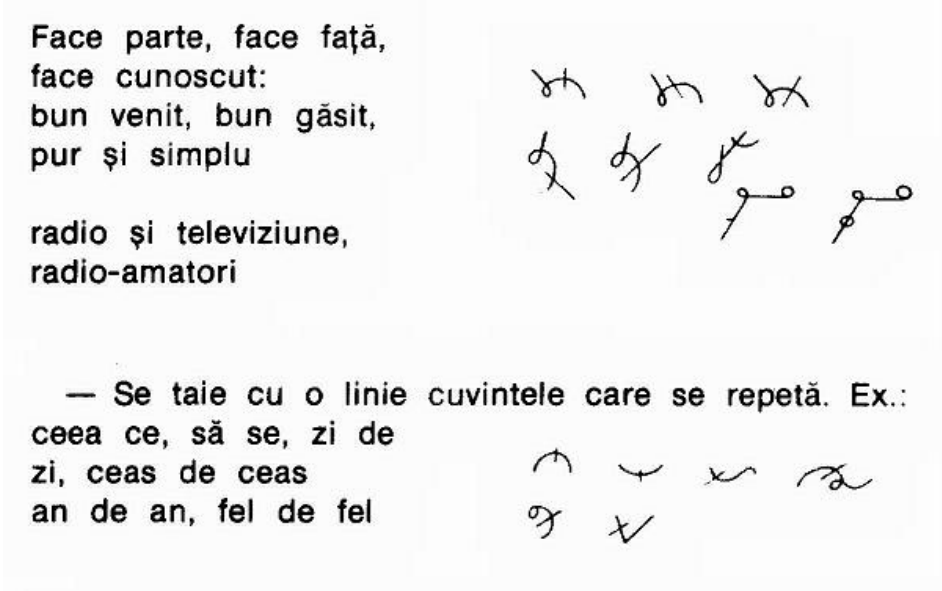 Face parte, face față,
face cunoscut:
bun venit, bun găsit,
pur și simplu
radio și televiziune,
radio-amatori
— Se taie cu o linie cuvintele care se repetă. Ex.:
ceea ce, să se, zi de
zi, ceas de ceas
an de an, fel de fel